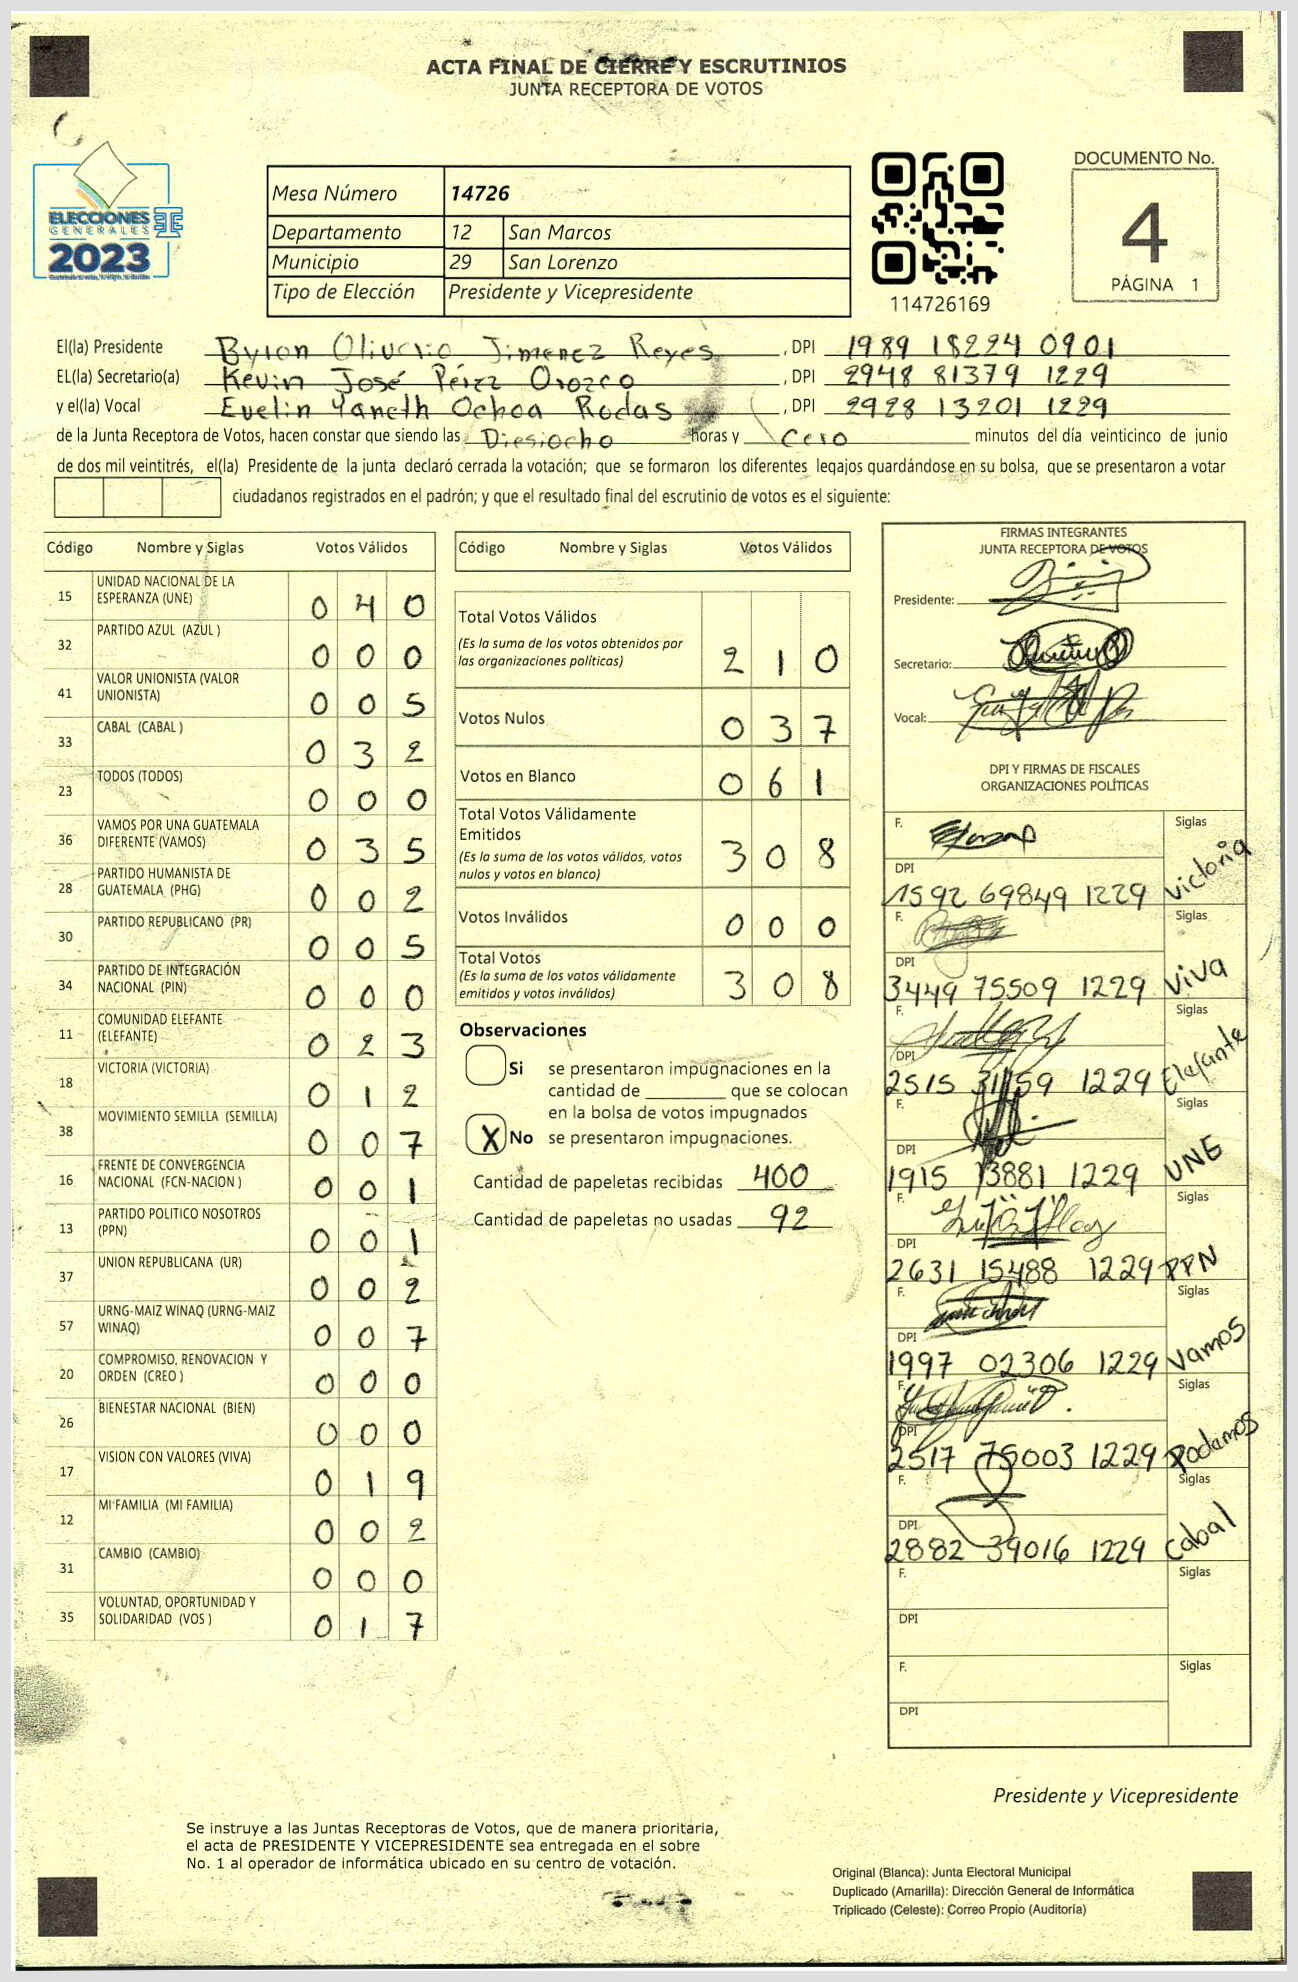 ACTA FINAL DE CIERRE Y ESCRUTINIOS
JUNTA RECEPTORA DE VOTOS
ELECCIONES
GENERALES
2023
Mesa Número 14726
Departamento 12 San Marcos
Municipio 29 San Lorenzo
Tipo de Elección Presidente y Vicepresidente
114726169
DOCUMENTO No.
4
PÁGINA 1
El(la) Presidente Byron Oliverio Jimenez Reyes, DPI 1989 18224 0901
EL(la) Secretario(a) Kevin José Pérez Orozco, DPI 2948 81379 1229
y el(la) Vocal Evelin Yaneth Ochoa Rodas, DPI 2928 13201 1229
de la Junta Receptora de Votos, hacen constar que siendo las Diesiocho horas y Cero minutos del día veinticinco de junio
de dos mil veintitrés, el(la) Presidente de la junta declaró cerrada la votación; que se formaron los diferentes legajos guardándose en su bolsa, que se presentaron a votar
ciudadanos registrados en el padrón; y que el resultado final del escrutinio de votos es el siguiente:
Código Nombre y Siglas Votos Válidos
15 UNIDAD NACIONAL DE LA ESPERANZA (UNE) 0 4 0
32 PARTIDO AZUL (AZUL) 0 0 0
41 VALOR UNIONISTA (VALOR UNIONISTA) 0 0 5
33 CABAL (CABAL) 0 3 2
23 TODOS (TODOS) 0 0 0
36 VAMOS POR UNA GUATEMALA DIFERENTE (VAMOS) 0 3 5
28 PARTIDO HUMANISTA DE GUATEMALA (PHG) 0 0 2
30 PARTIDO REPUBLICANO (PR) 0 0 5
34 PARTIDO DE INTEGRACIÓN NACIONAL (PIN) 0 0 0
11 COMUNIDAD ELEFANTE (ELEFANTE) 0 2 3
18 VICTORIA (VICTORIA) 0 1 2
38 MOVIMIENTO SEMILLA (SEMILLA) 0 0 7
16 FRENTE DE CONVERGENCIA NACIONAL (FCN-NACION) 0 0 1
13 PARTIDO POLITICO NOSOTROS (PPN) 0 0 1
37 UNION REPUBLICANA (UR) 0 0 2
57 URNG-MAIZ WINAQ (URNG-MAIZ WINAQ) 0 0 7
20 COMPROMISO, RENOVACION Y ORDEN (CREO) 0 0 0
26 BIENESTAR NACIONAL (BIEN) 0 0 0
17 VISION CON VALORES (VIVA) 0 1 9
12 MI FAMILIA (MI FAMILIA) 0 0 2
31 CAMBIO (CAMBIO) 0 0 0
35 VOLUNTAD, OPORTUNIDAD Y SOLIDARIDAD (VOS) 0 1 7
Código Nombre y Siglas Votos Válidos
Total Votos Válidos
(Es la suma de los votos obtenidos por
las organizaciones políticas) 2 1 0
Votos Nulos 0 3 7
Votos en Blanco 0 6 1
Total Votos Válidamente
Emitidos
(Es la suma de los votos válidos, votos
nulos y votos en blanco) 3 0 8
Votos Inválidos 0 0 0
Total Votos
(Es la suma de los votos válidamente
emitidos y votos inválidos) 3 0 8
Observaciones
Si se presentaron impugnaciones en la
cantidad de ________ que se colocan
en la bolsa de votos impugnados
X No se presentaron impugnaciones.
Cantidad de papeletas recibidas 400
Cantidad de papeletas no usadas 92
FIRMAS INTEGRANTES
JUNTA RECEPTORA DE VOTOS
Presidente:
Secretario:
Vocal:
DPI Y FIRMAS DE FISCALES
ORGANIZACIONES POLÍTICAS
F. Siglas
DPI
1592 69849 1229 Victoria
F. Siglas
DPI
3449 75509 1229 Viva
F. Siglas
DPI
2515 1229 Elefante
F. Siglas
DPI
1915 13881 1229 UNE
F. Siglas
DPI
2631 15488 1229 PPN
F. Siglas
DPI
1997 02306 1229 Vamos
F. Siglas
DPI
2517 75003 1229 Podamos
F. Siglas
DPI
2882 39016 1229 Cabal
F. Siglas
DPI
F. Siglas
DPI
Presidente y Vicepresidente
Se instruye a las Juntas Receptoras de Votos, que de manera prioritaria,
el acta de PRESIDENTE Y VICEPRESIDENTE sea entregada en el sobre
No. 1 al operador de informática ubicado en su centro de votación.
Original (Blanca): Junta Electoral Municipal
Duplicado (Amarilla): Dirección General de Informática
Triplicado (Celeste): Correo Propio (Auditoría)